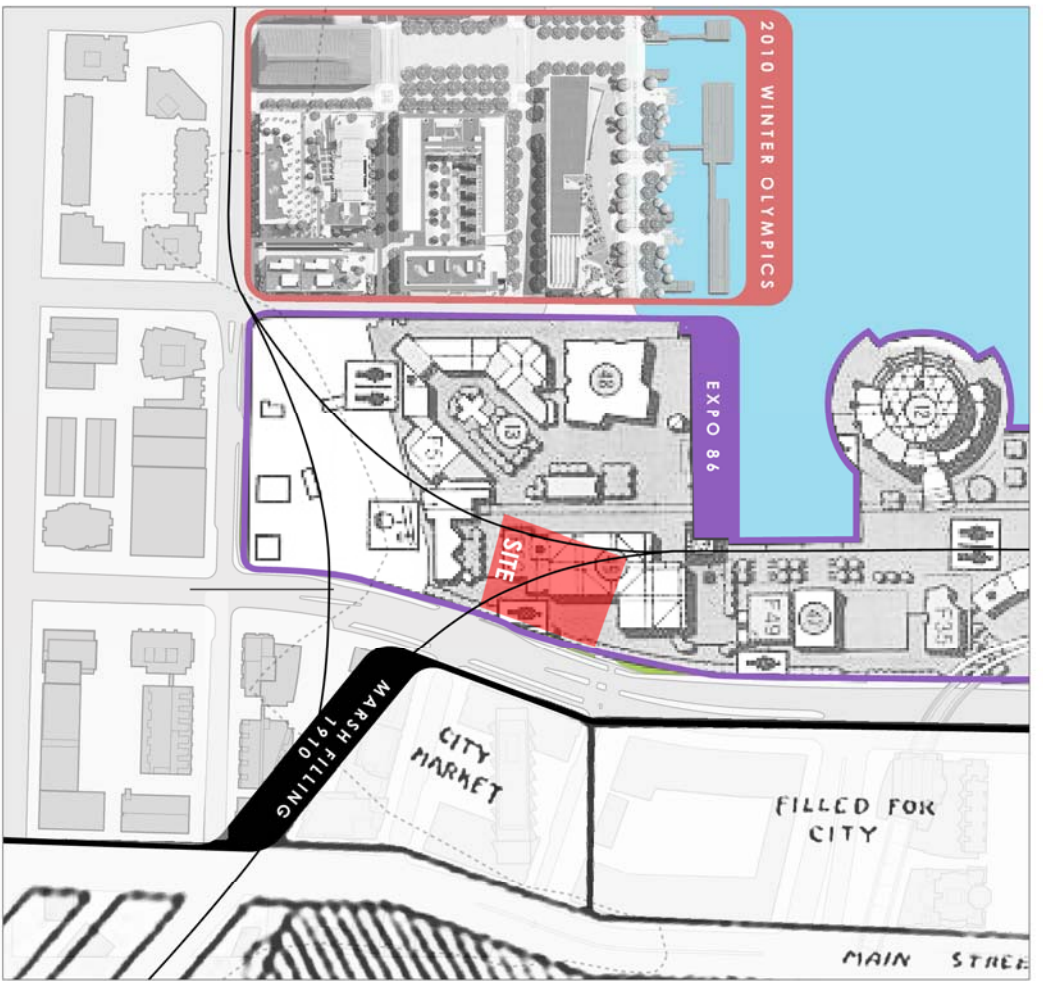 2010 WINTER OLYMPICS
EXPO 86
48
13
F5
12
SITE
F49
47
F35
MARSH FILLING
1910
CITY
MARKET
FILLED FOR
CITY
MAIN STREE